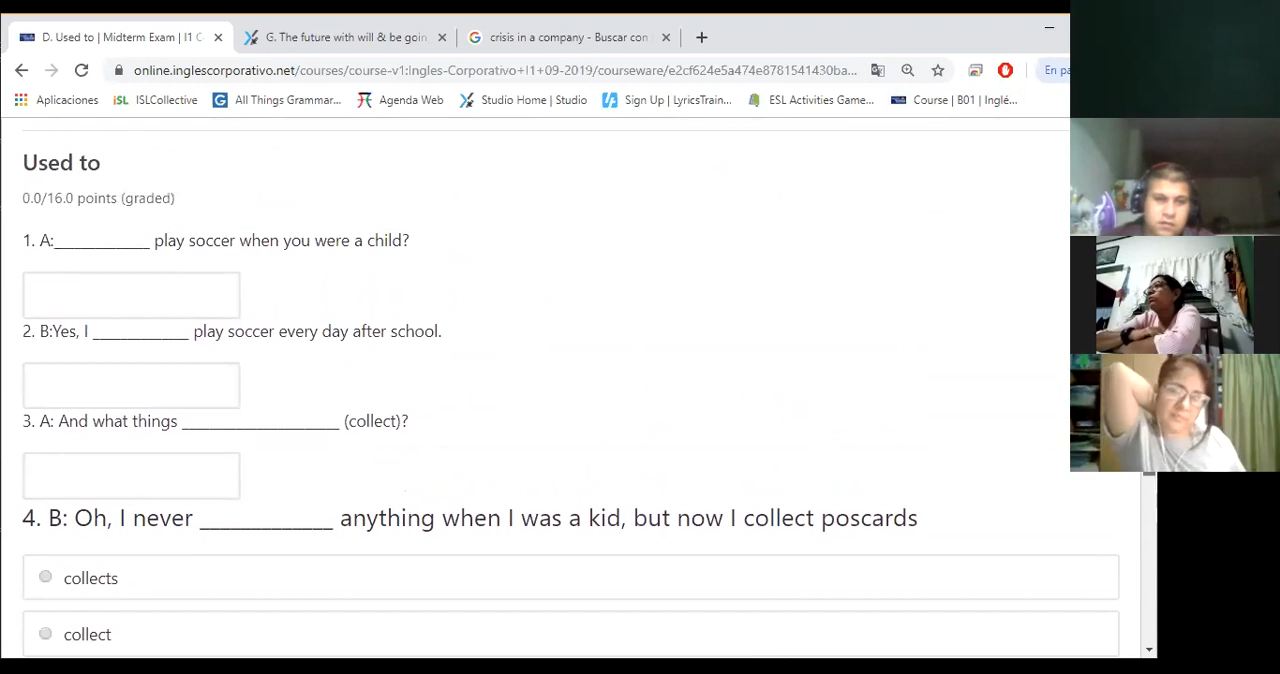 D. Used to | Midterm Exam | I1 C
G. The future with will & be goin
crisis in a company - Buscar con
online.inglescorporativo.net/courses/course-v1:Ingles-Corporativo+I1+09-2019/courseware/e2cf624e5a474e8781541430ba...
En pa
Aplicaciones
ISLCollective
All Things Grammar...
Agenda Web
Studio Home | Studio
Sign Up | LyricsTrain...
ESL Activities Game...
Course | B01 | Inglé...
Used to
0.0/16.0 points (graded)
1. A:____________ play soccer when you were a child?
2. B:Yes, I ____________ play soccer every day after school.
3. A: And what things ____________________ (collect)?
4. B: Oh, I never ____________ anything when I was a kid, but now I collect poscards
collects
collect